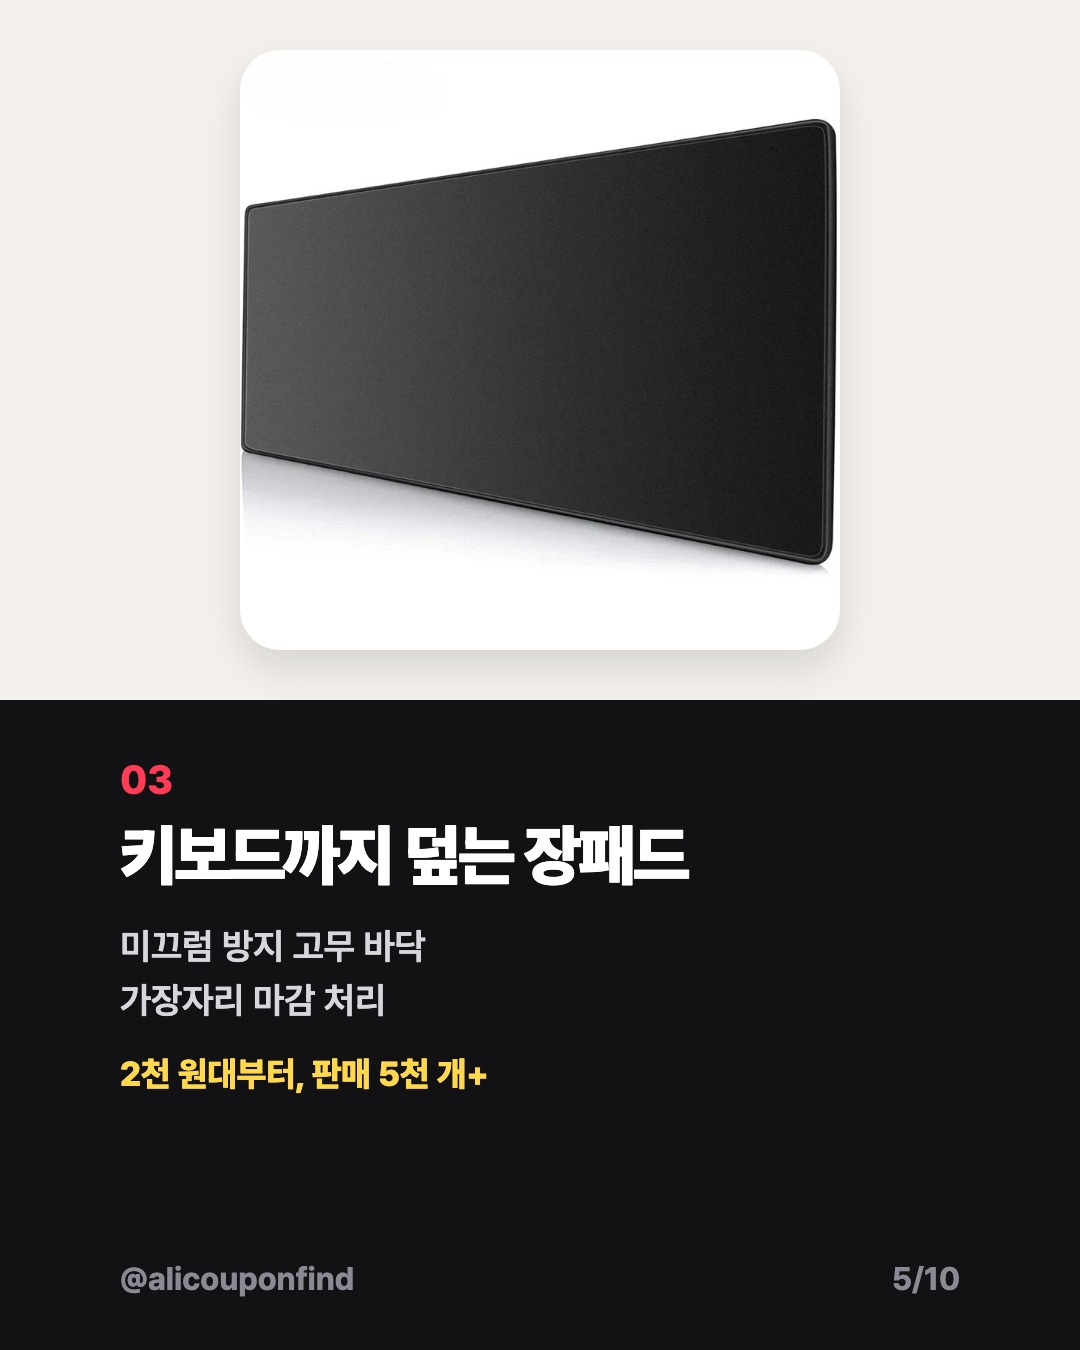 03
키보드까지 덮는 장패드
미끄럼 방지 고무 바닥
가장자리 마감 처리
2천 원대부터, 판매 5천 개+
@alicouponfind
5/10